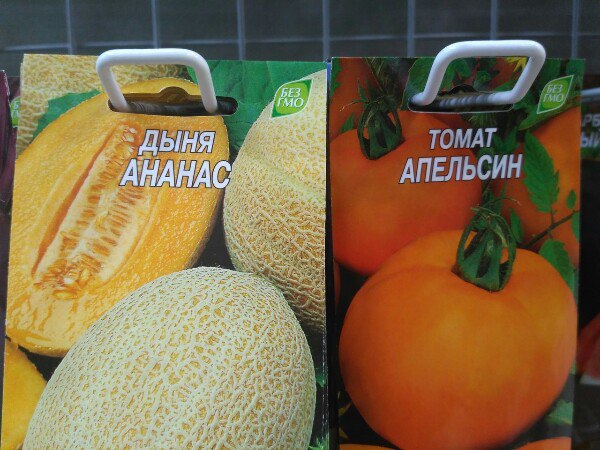 БЕЗ
ГМО
ДЫНЯ
АНАНАС
БЕЗ
ГМО
ТОМАТ
АПЕЛЬСИН